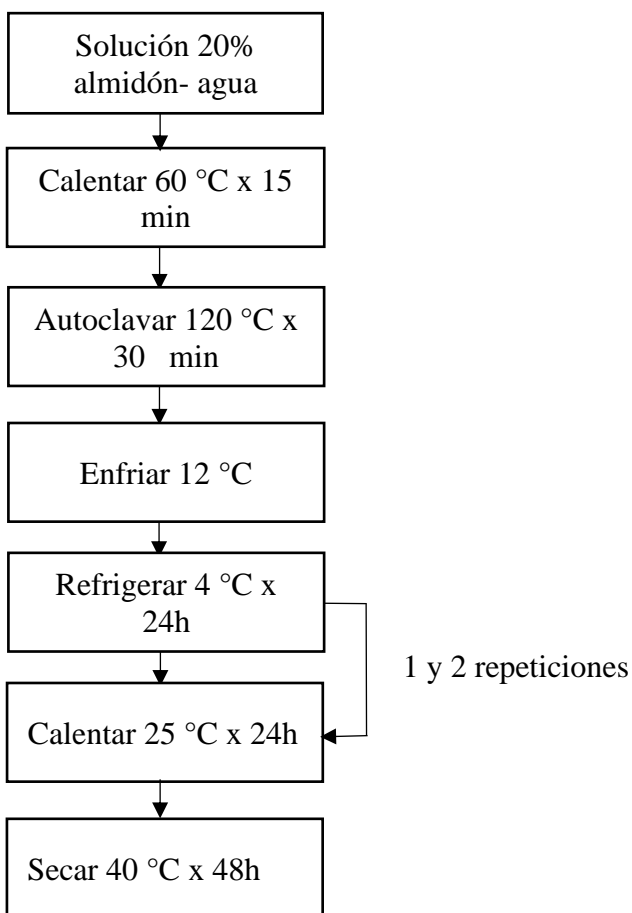 Solución 20%
almidón- agua
Calentar 60 °C x 15
min
Autoclavar 120 °C x
30 min
Enfriar 12 °C
Refrigerar 4 °C x
24h
1 y 2 repeticiones
Calentar 25 °C x 24h
Secar 40 °C x 48h